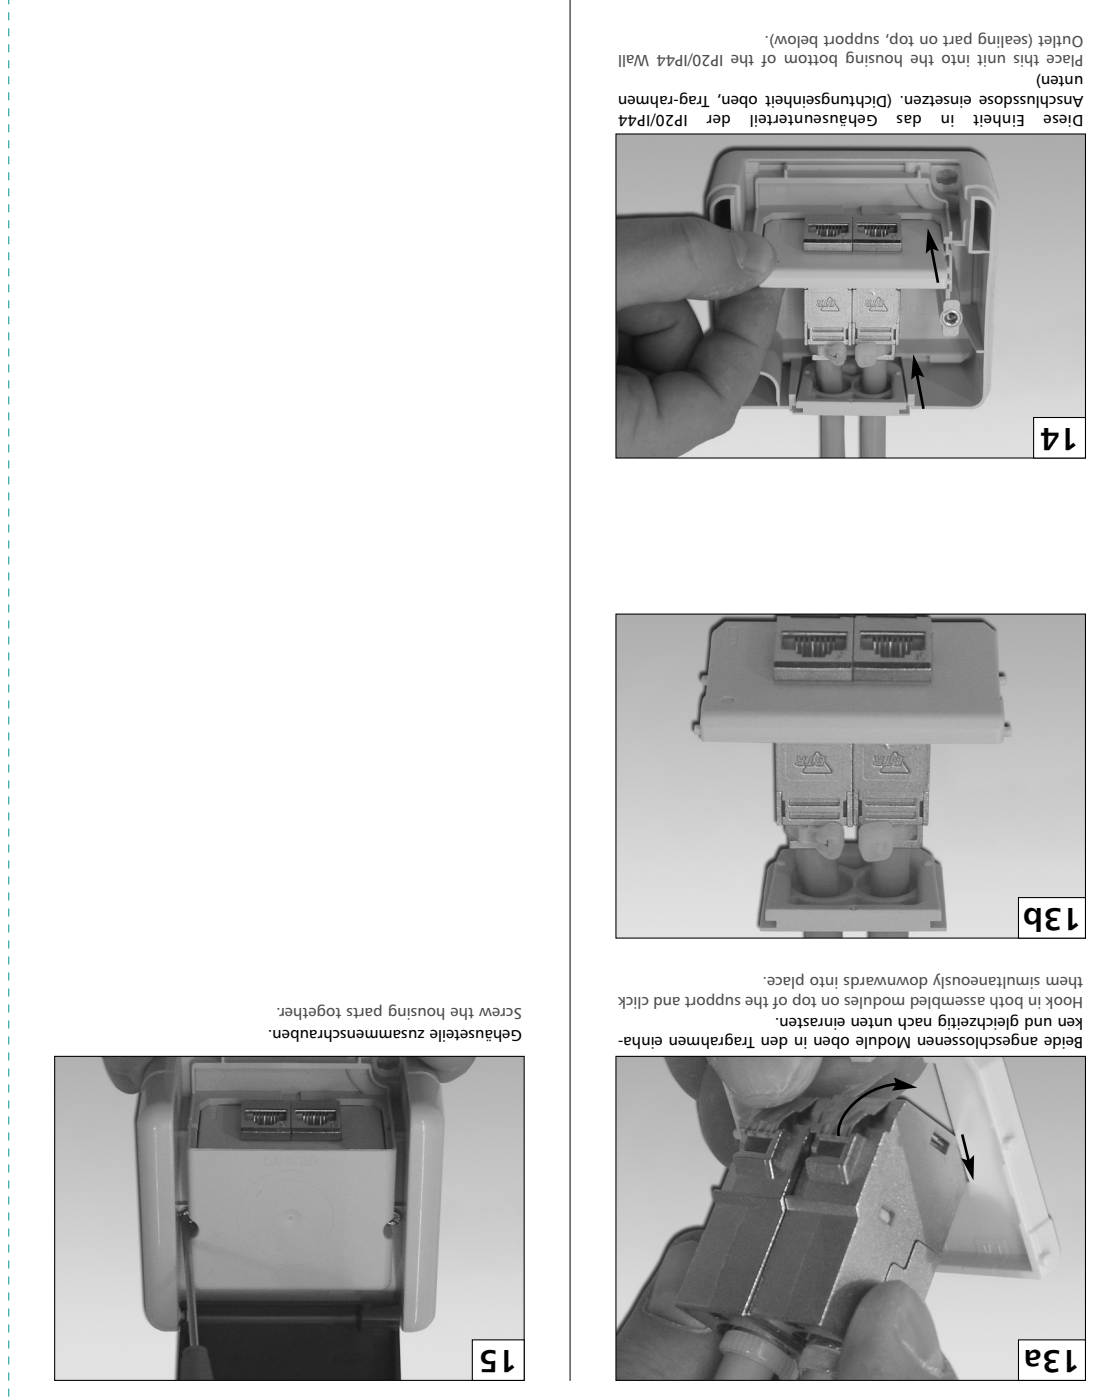 13a
Beide angeschlossenen Module oben in den Tragrahmen einha-
ken und gleichzeitig nach unten einrasten.
Hook in both assembled modules on top of the support and click
them simultaneously downwards into place.
13b
BTR
BTR
14
BTR
BTR
Diese Einheit in das Gehäuseunterteil der IP20/IP44
Anschlussdose einsetzen. (Dichtungseinheit oben, Trag-rahmen
unten)
Place this unit into the housing bottom of the IP20/IP44 Wall
Outlet (sealing part on top, support below).
15
Gehäuseteile zusammenschrauben.
Screw the housing parts together.